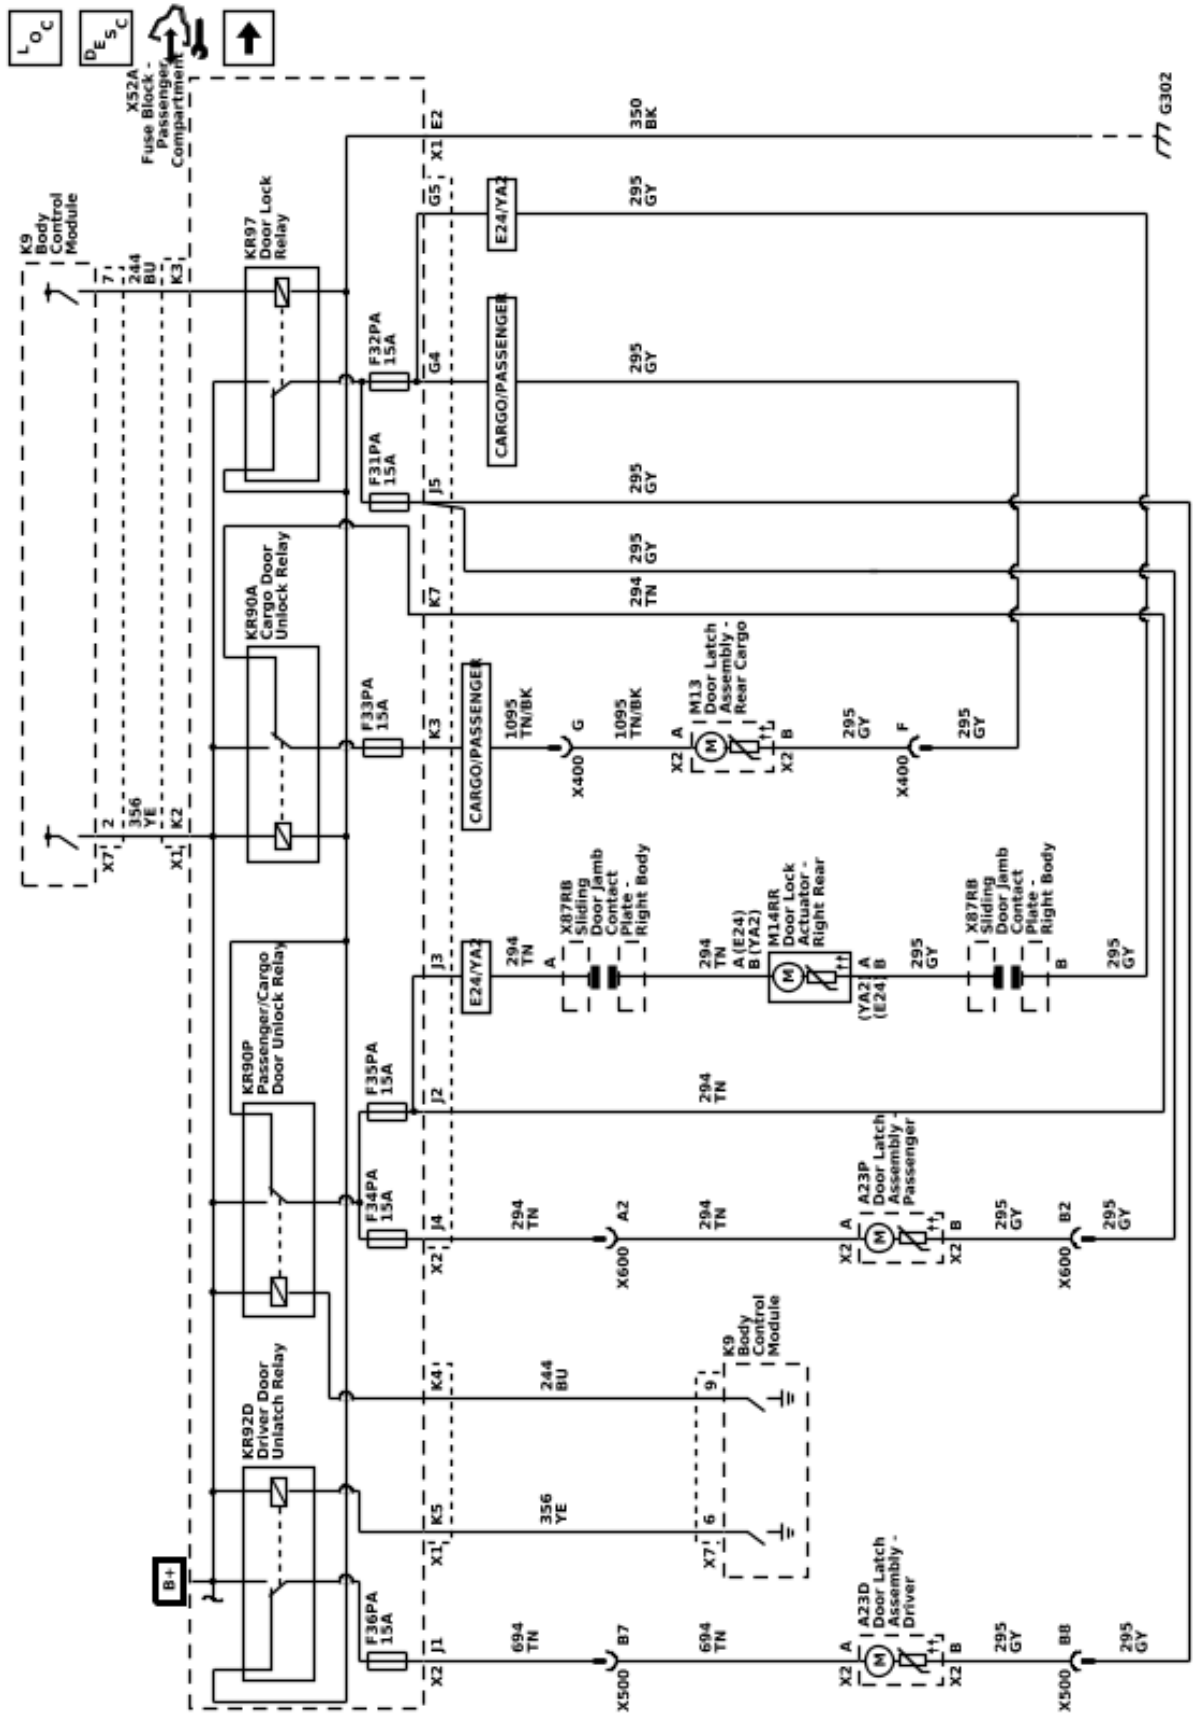 LOC
DESC
X52A
Fuse Block -
Passenger
Compartment
K9
Body
Control
Module
7
244
BU
K3
X7
2
356
YE
X1
K2
KR97
Door Lock
Relay
KR90A
Cargo Door
Unlock Relay
KR90P
Passenger/Cargo
Door Unlock Relay
KR92D
Driver Door
Unlatch Relay
B+
F32PA
15A
F31PA
15A
F33PA
15A
F35PA
15A
F34PA
15A
F36PA
15A
X1
E2
G5
G4
J5
K7
K3
J3
J2
X2
J4
K4
X1
K5
X2
J1
E24/YA2
CARGO/PASSENGER
CARGO/PASSENGER
E24/YA2
350
BK
G302
295
GY
295
GY
295
GY
295
GY
294
TN
1095
TN/BK
X400
G
1095
TN/BK
M13
Door Latch
Assembly -
Rear Cargo
X2
A
M
X2
B
295
GY
X400
F
295
GY
294
TN
A
X87RB
Sliding
Door Jamb
Contact
Plate -
Right Body
294
TN
A (E24)
B (YA2)
M14RR
Door Lock
Actuator -
Right Rear
M
(YA2) A
(E24) B
295
GY
X87RB
Sliding
Door Jamb
Contact
Plate -
Right Body
B
295
GY
294
TN
294
TN
X600
A2
294
TN
A23P
Door Latch
Assembly -
Passenger
X2
A
M
X2
B
295
GY
X600
B2
295
GY
244
BU
356
YE
K9
Body
Control
Module
9
X7
6
694
TN
X500
B7
694
TN
A23D
Door Latch
Assembly -
Driver
X2
A
M
X2
B
295
GY
X500
B8
295
GY